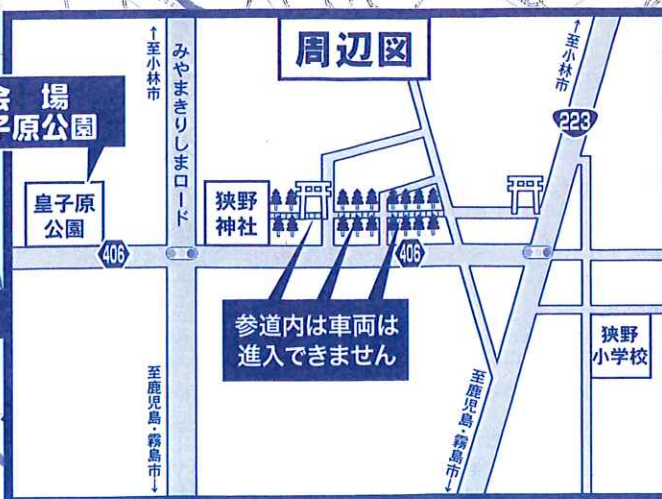 周辺図
↑至小林市
みやまきりしまロード
↑至小林市
223
会 場
子原公園
皇子原
公園
狭野
神社
406
406
参道内は車両は
進入できません
狭野
小学校
至鹿児島・霧島市↓
至鹿児島・霧島市↓